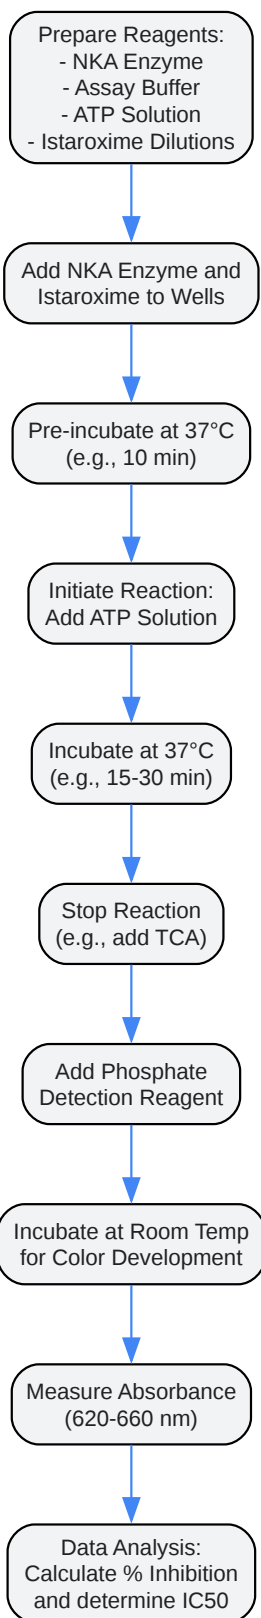 Prepare Reagents:
- NKA Enzyme
- Assay Buffer
- ATP Solution
- Istaroxime Dilutions
Add NKA Enzyme and
Istaroxime to Wells
Pre-incubate at 37°C
(e.g., 10 min)
Initiate Reaction:
Add ATP Solution
Incubate at 37°C
(e.g., 15-30 min)
Stop Reaction
(e.g., add TCA)
Add Phosphate
Detection Reagent
Incubate at Room Temp
for Color Development
Measure Absorbance
(620-660 nm)
Data Analysis:
Calculate % Inhibition
and determine IC50